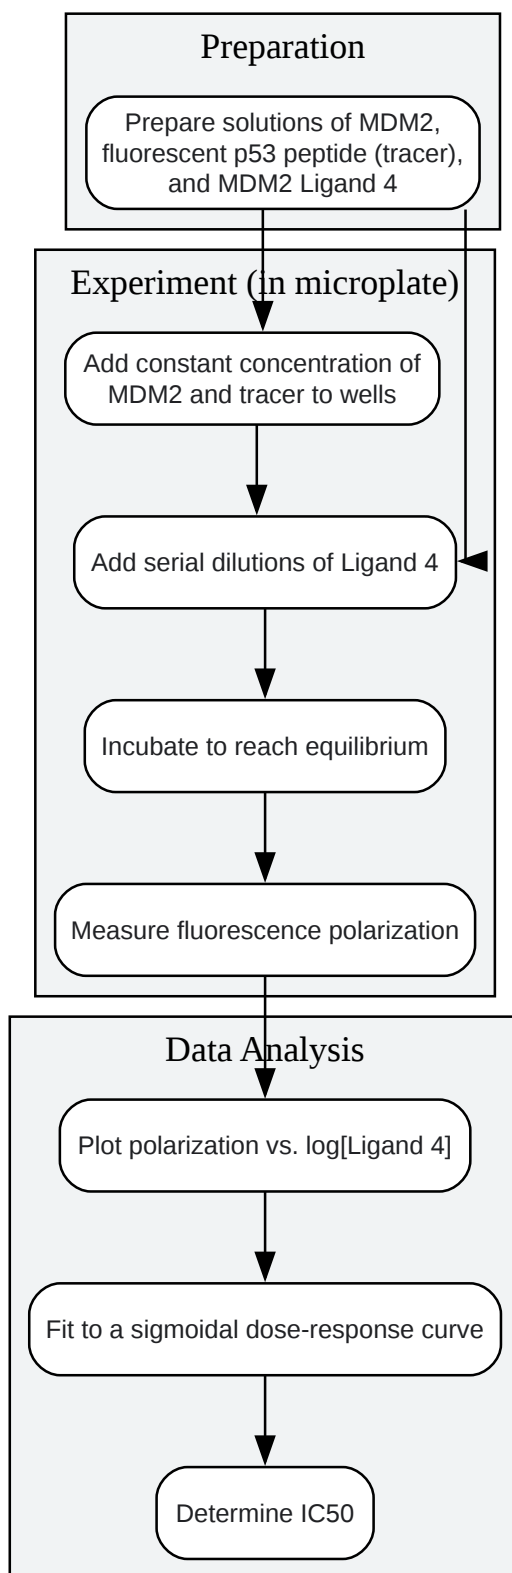 Preparation
Prepare solutions of MDM2,
fluorescent p53 peptide (tracer),
and MDM2 Ligand 4
Experiment (in microplate)
Add constant concentration of
MDM2 and tracer to wells
Add serial dilutions of Ligand 4
Incubate to reach equilibrium
Measure fluorescence polarization
Data Analysis
Plot polarization vs. log[Ligand 4]
Fit to a sigmoidal dose-response curve
Determine IC50